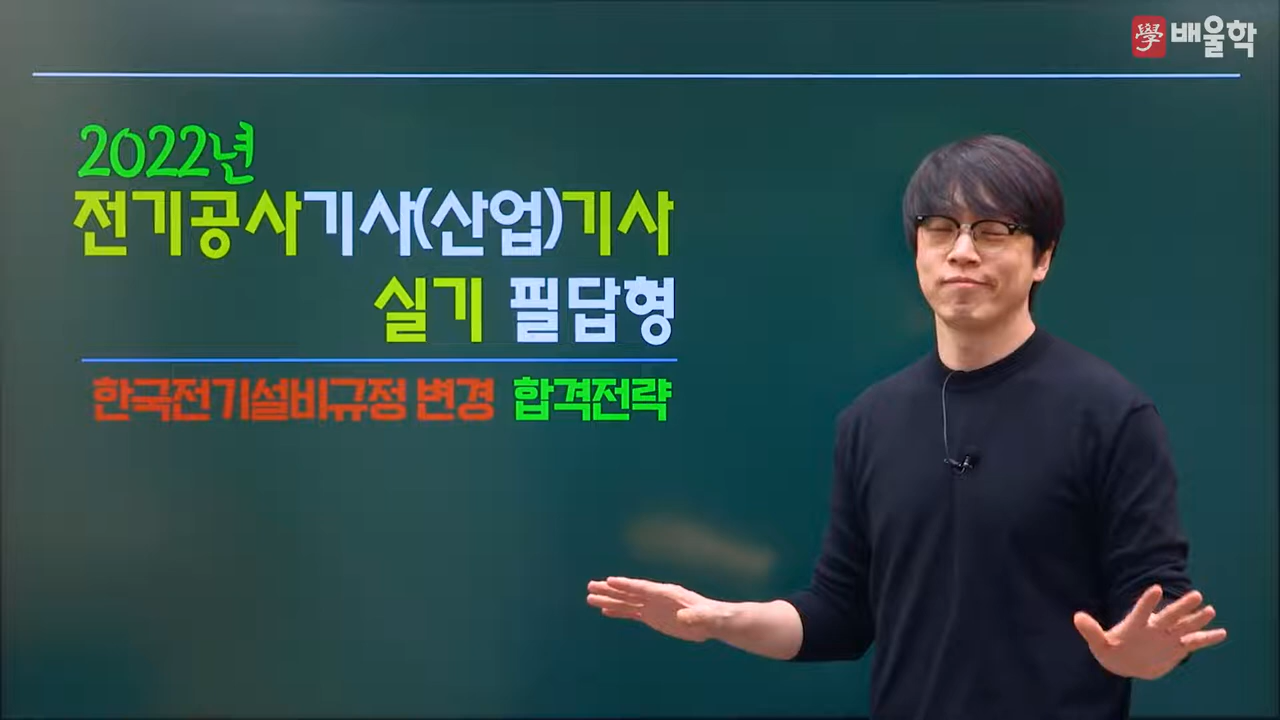 學 배울학
2022년
전기공사기사(산업)기사
실기 필답형
한국전기설비규정 변경 합격전략